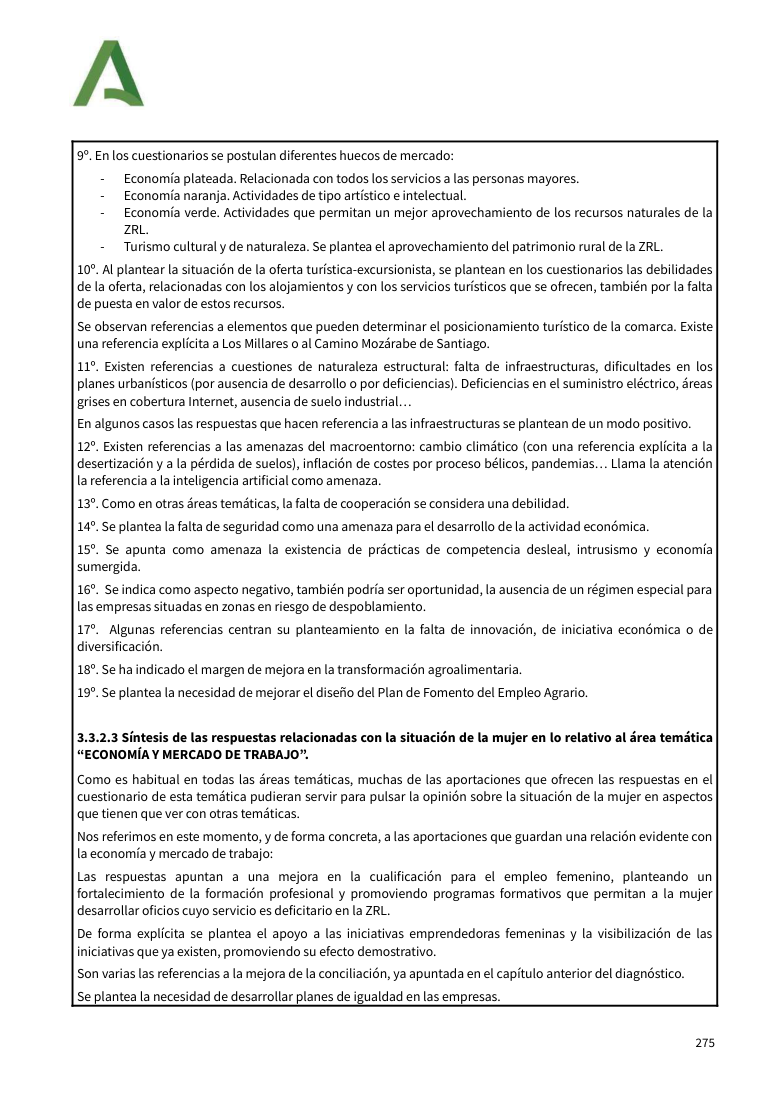 9º. En los cuestionarios se postulan diferentes huecos de mercado:
- Economía plateada. Relacionada con todos los servicios a las personas mayores.
- Economía naranja. Actividades de tipo artístico e intelectual.
- Economía verde. Actividades que permitan un mejor aprovechamiento de los recursos naturales de la
ZRL.
- Turismo cultural y de naturaleza. Se plantea el aprovechamiento del patrimonio rural de la ZRL.
10º. Al plantear la situación de la oferta turística-excursionista, se plantean en los cuestionarios las debilidades
de la oferta, relacionadas con los alojamientos y con los servicios turísticos que se ofrecen, también por la falta
de puesta en valor de estos recursos.
Se observan referencias a elementos que pueden determinar el posicionamiento turístico de la comarca. Existe
una referencia explícita a Los Millares o al Camino Mozárabe de Santiago.
11º. Existen referencias a cuestiones de naturaleza estructural: falta de infraestructuras, dificultades en los
planes urbanísticos (por ausencia de desarrollo o por deficiencias). Deficiencias en el suministro eléctrico, áreas
grises en cobertura Internet, ausencia de suelo industrial…
En algunos casos las respuestas que hacen referencia a las infraestructuras se plantean de un modo positivo.
12º. Existen referencias a las amenazas del macroentorno: cambio climático (con una referencia explícita a la
desertización y a la pérdida de suelos), inflación de costes por proceso bélicos, pandemias… Llama la atención
la referencia a la inteligencia artificial como amenaza.
13º. Como en otras áreas temáticas, la falta de cooperación se considera una debilidad.
14º. Se plantea la falta de seguridad como una amenaza para el desarrollo de la actividad económica.
15º. Se apunta como amenaza la existencia de prácticas de competencia desleal, intrusismo y economía
sumergida.
16º. Se indica como aspecto negativo, también podría ser oportunidad, la ausencia de un régimen especial para
las empresas situadas en zonas en riesgo de despoblamiento.
17º. Algunas referencias centran su planteamiento en la falta de innovación, de iniciativa económica o de
diversificación.
18º. Se ha indicado el margen de mejora en la transformación agroalimentaria.
19º. Se plantea la necesidad de mejorar el diseño del Plan de Fomento del Empleo Agrario.
3.3.2.3 Síntesis de las respuestas relacionadas con la situación de la mujer en lo relativo al área temática
“ECONOMÍA Y MERCADO DE TRABAJO”.
Como es habitual en todas las áreas temáticas, muchas de las aportaciones que ofrecen las respuestas en el
cuestionario de esta temática pudieran servir para pulsar la opinión sobre la situación de la mujer en aspectos
que tienen que ver con otras temáticas.
Nos referimos en este momento, y de forma concreta, a las aportaciones que guardan una relación evidente con
la economía y mercado de trabajo:
Las respuestas apuntan a una mejora en la cualificación para el empleo femenino, planteando un
fortalecimiento de la formación profesional y promoviendo programas formativos que permitan a la mujer
desarrollar oficios cuyo servicio es deficitario en la ZRL.
De forma explícita se plantea el apoyo a las iniciativas emprendedoras femeninas y la visibilización de las
iniciativas que ya existen, promoviendo su efecto demostrativo.
Son varias las referencias a la mejora de la conciliación, ya apuntada en el capítulo anterior del diagnóstico.
Se plantea la necesidad de desarrollar planes de igualdad en las empresas.
275